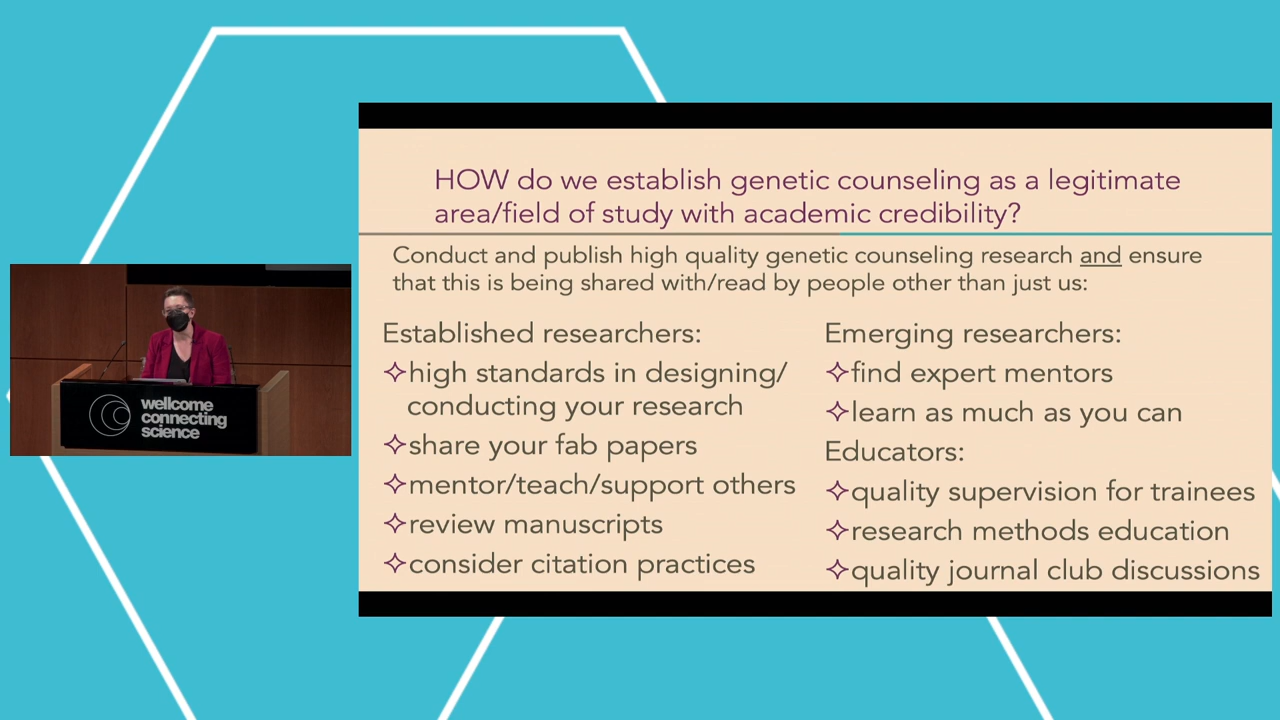 wellcome
connecting
science
HOW do we establish genetic counseling as a legitimate
area/field of study with academic credibility?
Conduct and publish high quality genetic counseling research and ensure
that this is being shared with/read by people other than just us:
Established researchers:
✧high standards in designing/
conducting your research
✧share your fab papers
✧mentor/teach/support others
✧review manuscripts
✧consider citation practices
Emerging researchers:
✧find expert mentors
✧learn as much as you can
Educators:
✧quality supervision for trainees
✧research methods education
✧quality journal club discussions